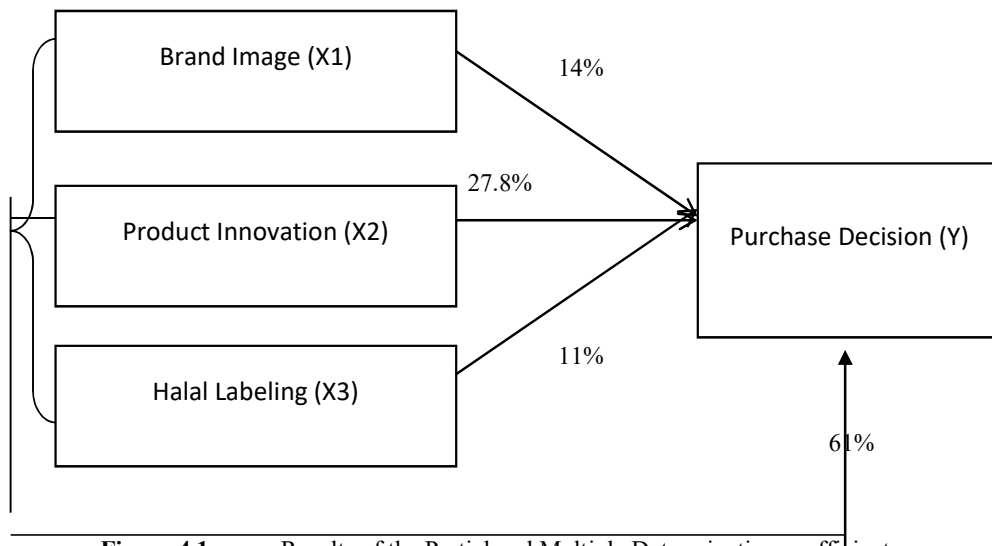 Brand Image (X1)
14%
27.8%
Product Innovation (X2)
Purchase Decision (Y)
Halal Labeling (X3)
11%
61%
Figure 4.1 Results of the Partial and Multiple Determination coefficient